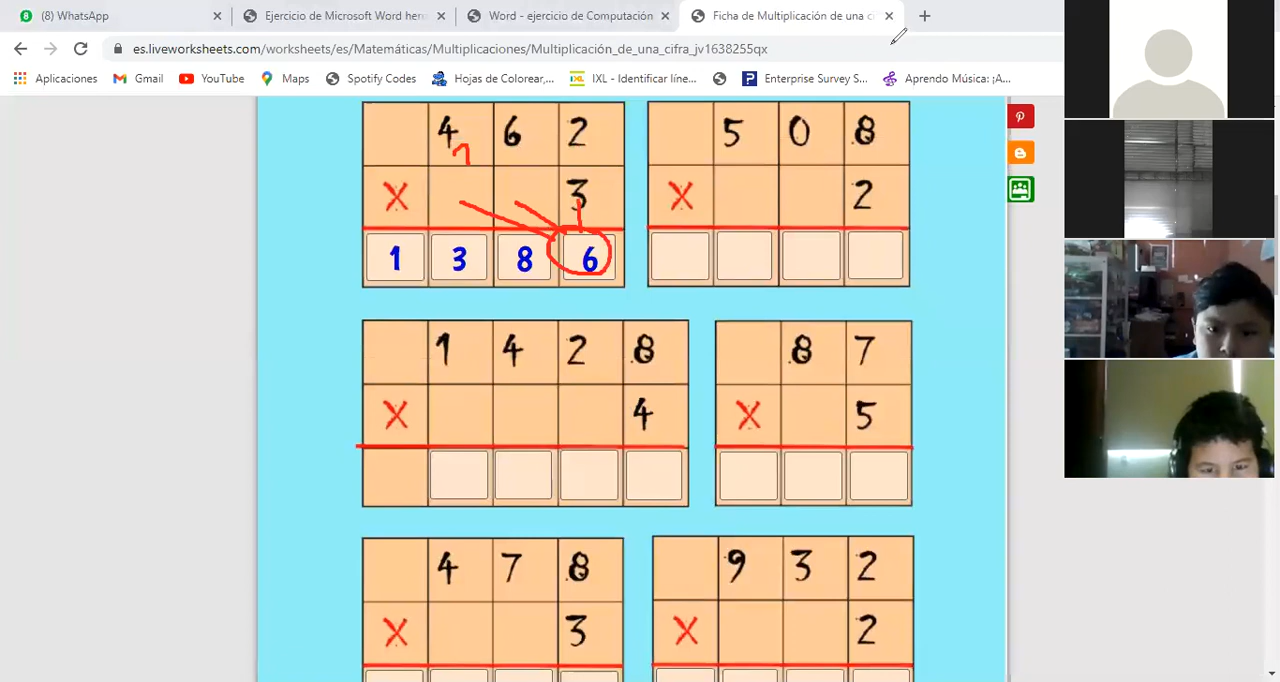 (8) WhatsApp
Ejercicio de Microsoft Word herr
Word - ejercicio de Computación
Ficha de Multiplicación de una ci
es.liveworksheets.com/worksheets/es/Matemáticas/Multiplicaciones/Multiplicación_de_una_cifra_jv1638255qx
Aplicaciones
Gmail
YouTube
Maps
Spotify Codes
Hojas de Colorear,...
IXL - Identificar líne...
Enterprise Survey S...
Aprendo Música: ¡A...
4 6 2
1
X 3
1 3 8 6
5 0 8
X 2
1 4 2 8
X 4
8 7
X 5
4 7 8
X 3
9 3 2
X 2